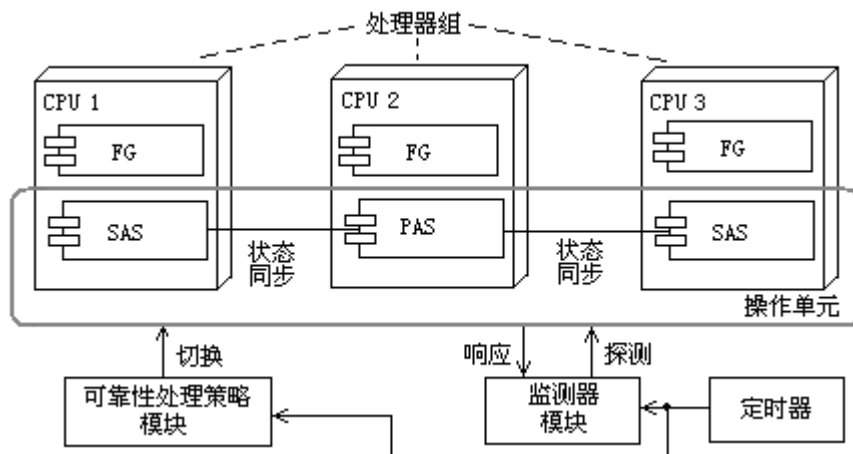 处理器组
CPU 1
CPU 2
CPU 3
FG
FG
FG
SAS
PAS
SAS
状态
同步
状态
同步
操作单元
切换
响应
探测
可靠性处理策略
模块
监测器
模块
定时器